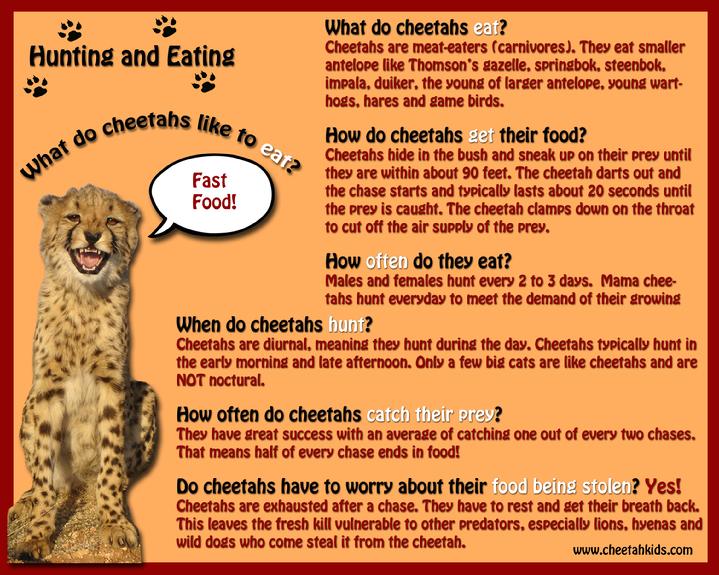 Hunting and Eating
What do cheetahs like to eat?
Fast
Food!
What do cheetahs eat?
Cheetahs are meat-eaters (carnivores). They eat smaller
antelope like Thomson's gazelle, springbok, steenbok,
impala, duiker, the young of larger antelope, young wart-
hogs, hares and game birds.
How do cheetahs get their food?
Cheetahs hide in the bush and sneak up on their prey until
they are within about 90 feet. The cheetah darts out and
the chase starts and typically lasts about 20 seconds until
the prey is caught. The cheetah clamps down on the throat
to cut off the air supply of the prey.
How often do they eat?
Males and females hunt every 2 to 3 days. Mama chee-
tahs hunt everyday to meet the demand of their growing
When do cheetahs hunt?
Cheetahs are diurnal, meaning they hunt during the day. Cheetahs typically hunt in
the early morning and late afternoon. Only a few big cats are like cheetahs and are
NOT noctural.
How often do cheetahs catch their prey?
They have great success with an average of catching one out of every two chases.
That means half of every chase ends in food!
Do cheetahs have to worry about their food being stolen? Yes!
Cheetahs are exhausted after a chase. They have to rest and get their breath back.
This leaves the fresh kill vulnerable to other predators, especially lions, hyenas and
wild dogs who come steal it from the cheetah.
www.cheetahkids.com